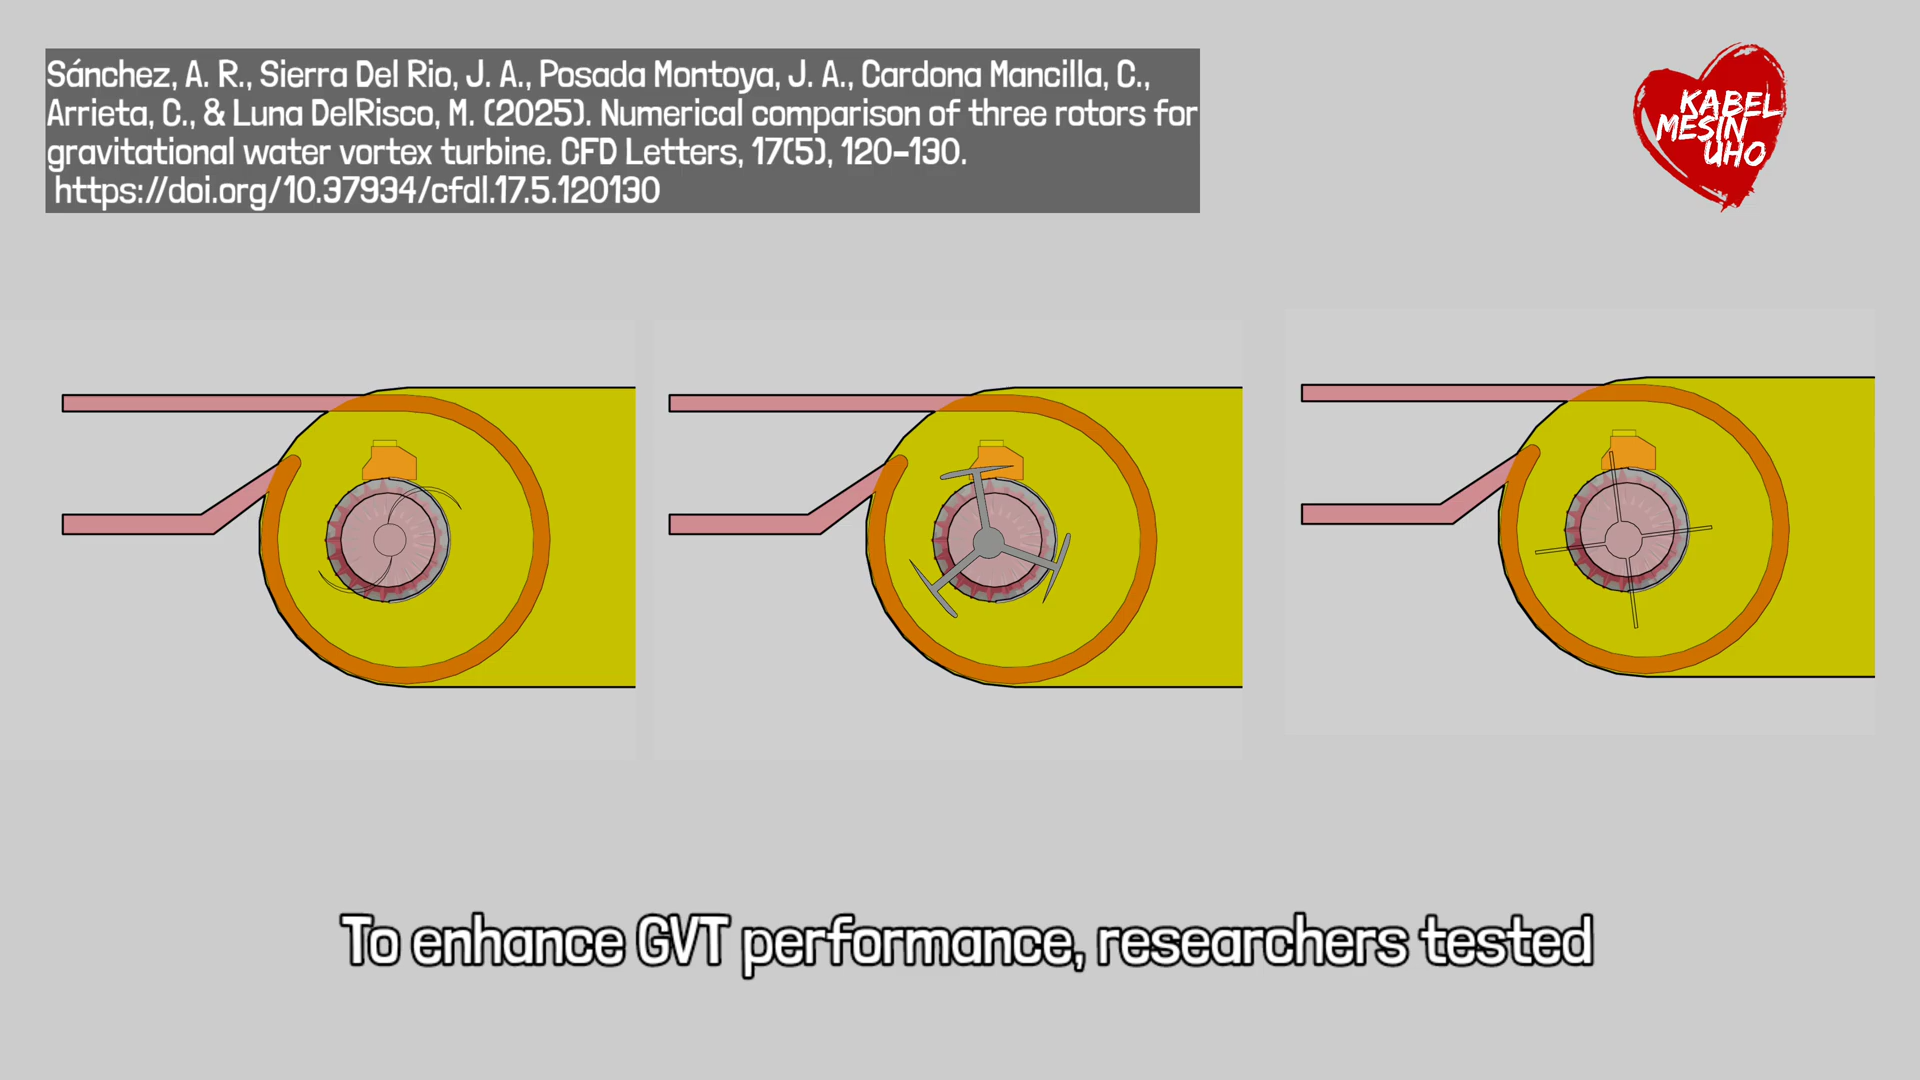 Sánchez, A. R., Sierra Del Rio, J. A., Posada Montoya, J. A., Cardona Mancilla, C.,
Arrieta, C., & Luna DelRisco, M. (2025). Numerical comparison of three rotors for
gravitational water vortex turbine. CFD Letters, 17(5), 120–130.
https://doi.org/10.37934/cfdl.17.5.120130
KABEL
MESIN
UHO
To enhance GVT performance, researchers tested